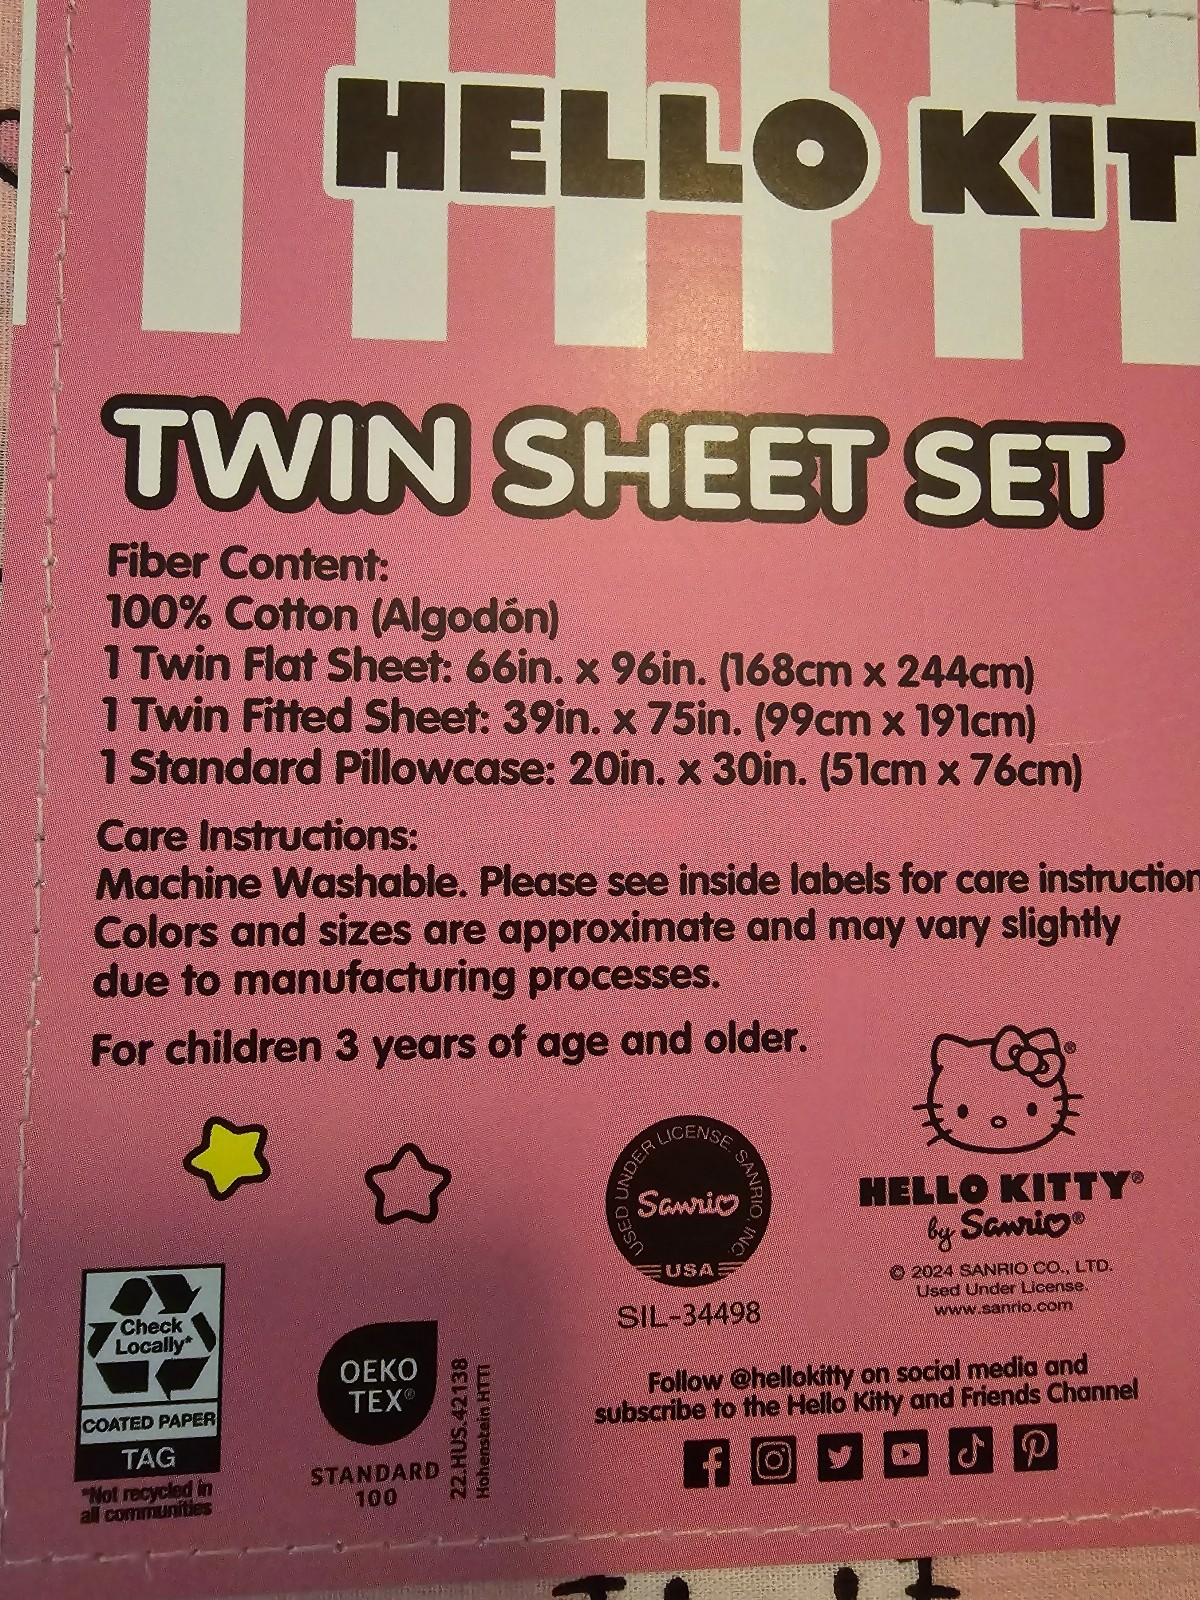 HELLO KIT
TWIN SHEET SET
Fiber Content:
100% Cotton (Algodón)
1 Twin Flat Sheet: 66in. x 96in. (168cm x 244cm)
1 Twin Fitted Sheet: 39in. x 75in. (99cm x 191cm)
1 Standard Pillowcase: 20in. x 30in. (51cm x 76cm)
Care Instructions:
Machine Washable. Please see inside labels for care instruction
Colors and sizes are approximate and may vary slightly
due to manufacturing processes.
For children 3 years of age and older.
USED UNDER LICENSE. SANRIO, INC.
Sanrio
USA
SIL-34498
®
HELLO KITTY®
by Sanrio®
© 2024 SANRIO CO., LTD.
Used Under License.
www.sanrio.com
Check
Locally*
COATED PAPER
TAG
*Not recycled in
all communities
OEKO
TEX®
STANDARD
100
22.HUS.42138
Hohenstein HTTI
Follow @hellokitty on social media and
subscribe to the Hello Kitty and Friends Channel